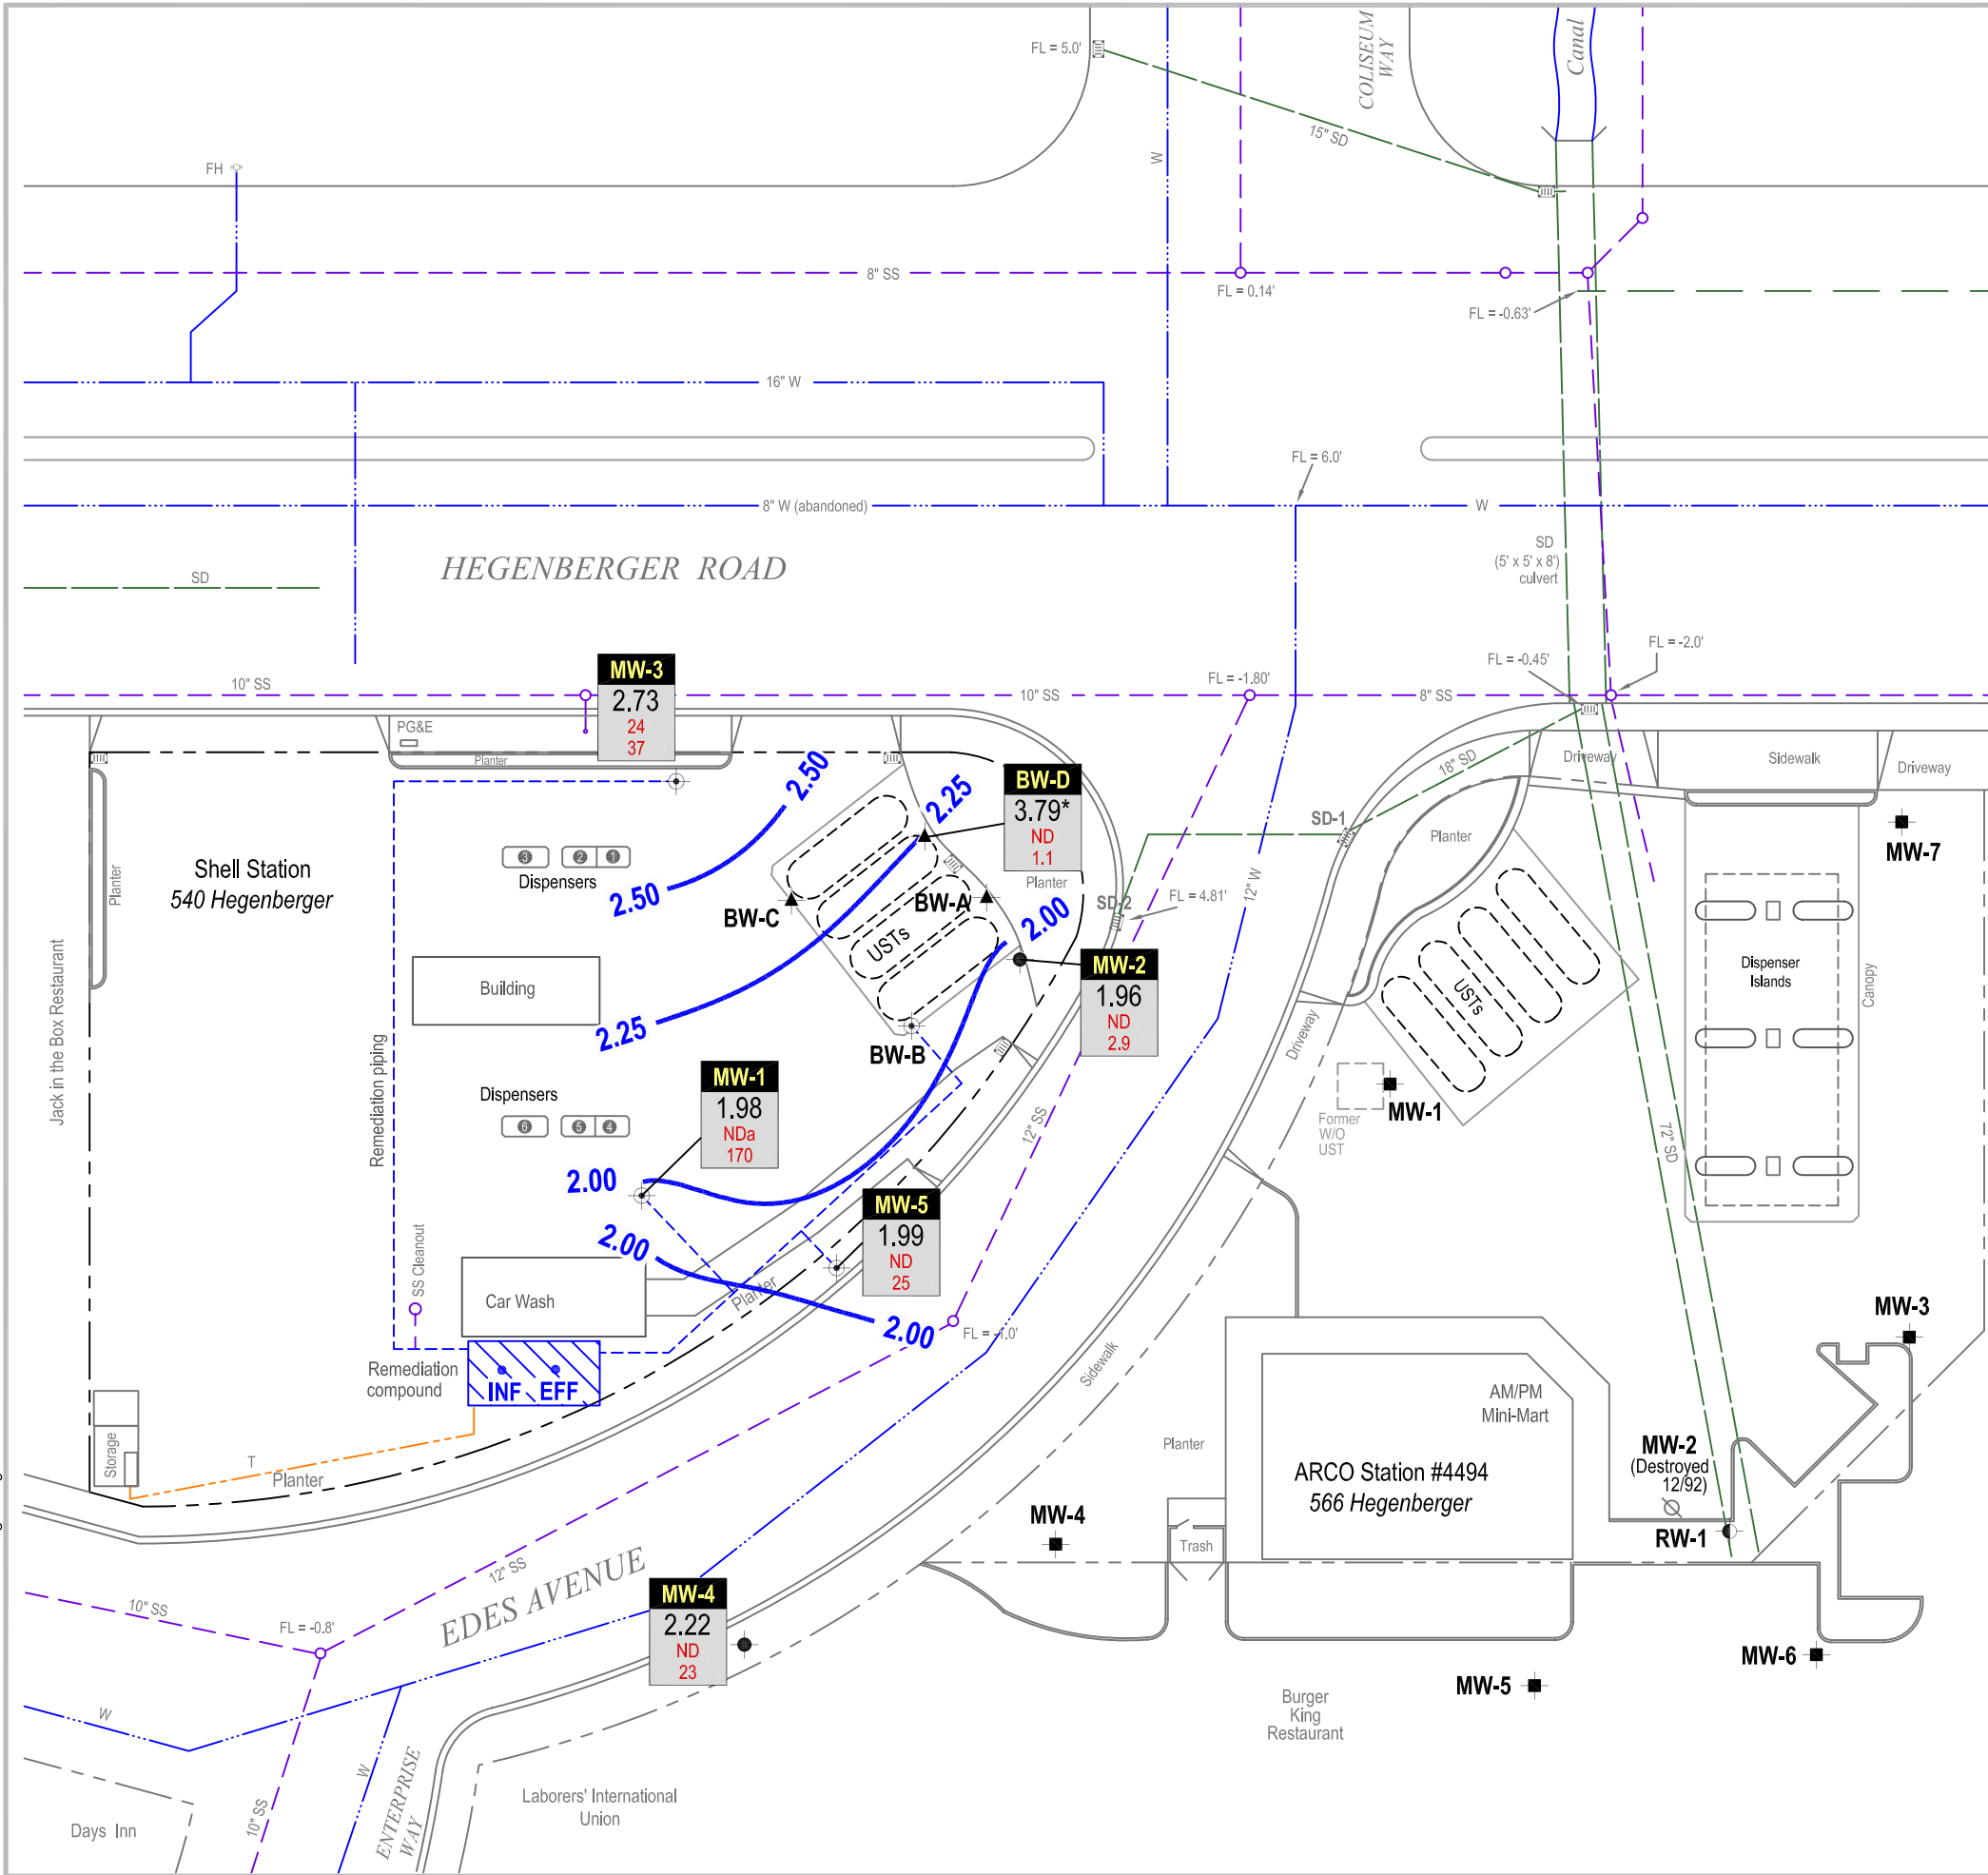 FL = 5.0'
COLISEUM
WAY
Canal
15" SD
W
FH
8" SS
FL = 0.14'
FL = -0.63'
16" W
FL = 6.0'
8" W (abandoned)
W
HEGENBERGER ROAD
SD
SD
(5' x 5' x 8')
culvert
FL = -2.0'
FL = -0.45'
MW-3
2.73
24
37
10" SS
10" SS
FL = -1.80'
8" SS
PG&E
Planter
2.50
2.25
BW-D
3.79*
ND
1.1
18" SD
Driveway
Sidewalk
Driveway
SD-1
Planter
MW-7
Planter
Shell Station
540 Hegenberger
3
2
1
Dispensers
2.50
BW-C
BW-A
Planter
SD-2
FL = 4.81'
12" W
2.00
USTs
MW-2
1.96
ND
2.9
USTs
Dispenser
Islands
Canopy
Building
2.25
BW-B
Driveway
Jack in the Box Restaurant
Remediation piping
MW-1
1.98
NDa
170
Dispensers
6
5
4
12" SS
Former
W/O
UST
MW-1
72" SD
2.00
MW-5
1.99
ND
25
2.00
SS Cleanout
Car Wash
Planter
2.00
FL = -1.0'
MW-3
Remediation
compound
INF
EFF
Sidewalk
AM/PM
Mini-Mart
Storage
T
Planter
Planter
ARCO Station #4494
566 Hegenberger
MW-2
(Destroyed
12/92)
MW-4
Trash
RW-1
12" SS
EDES AVENUE
10" SS
FL = -0.8'
MW-4
2.22
ND
23
MW-6
MW-5
Burger
King
Restaurant
W
W
ENTERPRISE
WAY
Laborers' International
Union
Days Inn
10" SS